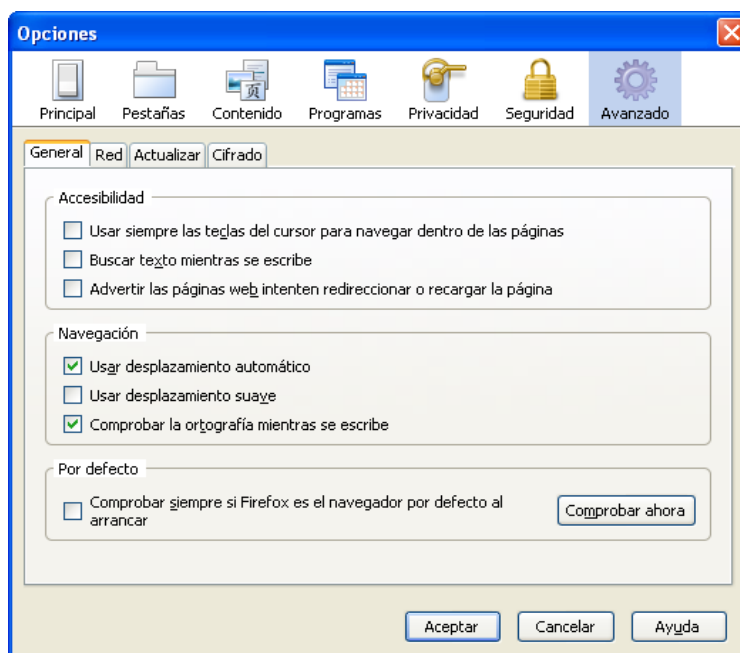 Opciones
Principal Pestañas Contenido Programas Privacidad Seguridad Avanzado
General Red Actualizar Cifrado
Accesibilidad
Usar siempre las teclas del cursor para navegar dentro de las páginas
Buscar texto mientras se escribe
Advertir las páginas web intenten redireccionar o recargar la página
Navegación
Usar desplazamiento automático
Usar desplazamiento suave
Comprobar la ortografía mientras se escribe
Por defecto
Comprobar siempre si Firefox es el navegador por defecto al
arrancar
Comprobar ahora
Aceptar Cancelar Ayuda